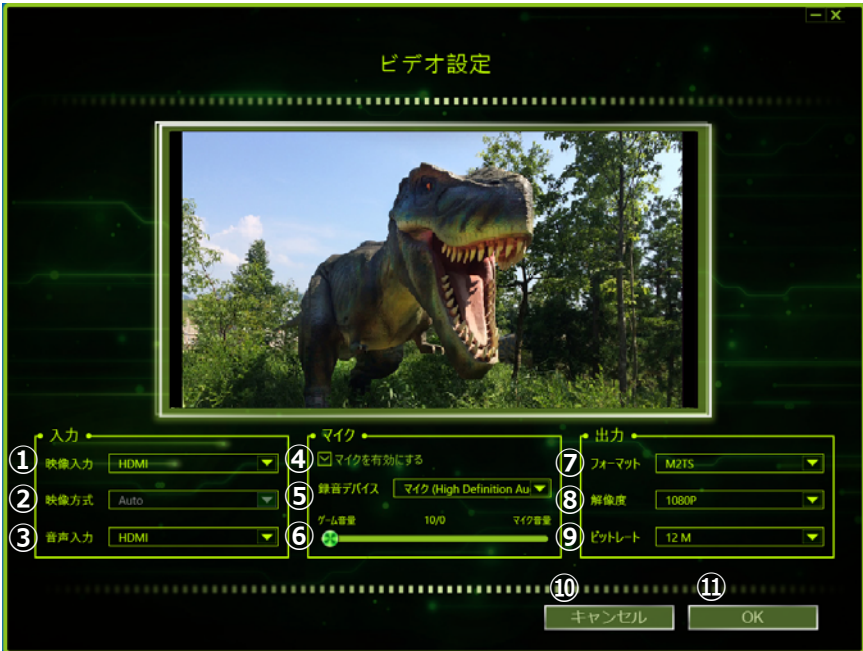 ビデオ設定
入力
① 映像入力 HDMI
② 映像方式 Auto
③ 音声入力 HDMI
マイク
④ マイクを有効にする
⑤ 録音デバイス マイク (High Definition Au
⑥ ゲーム音量 10/0 マイク音量
出力
⑦ フォーマット M2TS
⑧ 解像度 1080P
⑨ ビットレート 12 M
⑩ キャンセル
⑪ OK